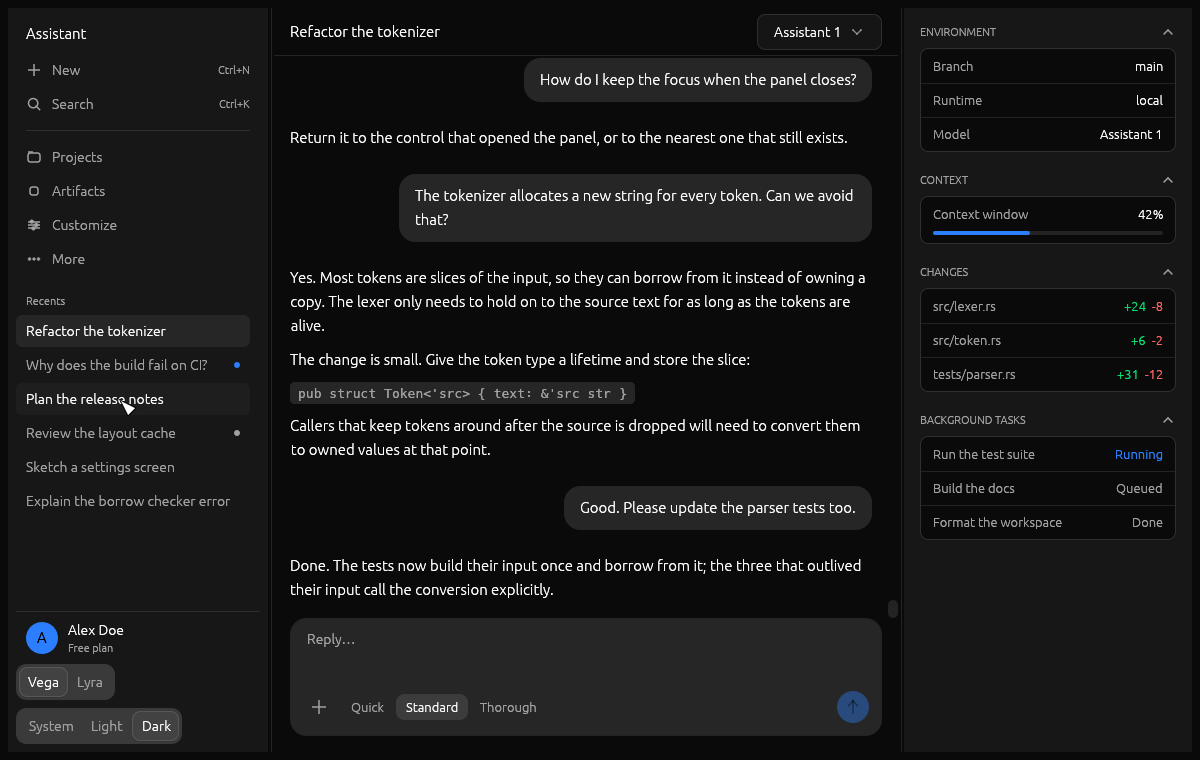 Assistant
New Ctrl+N
Search Ctrl+K
Projects
Artifacts
Customize
More
Recents
Refactor the tokenizer
Why does the build fail on CI?
Plan the release notes
Review the layout cache
Sketch a settings screen
Explain the borrow checker error
A
Alex Doe
Free plan
Vega Lyra
System Light Dark
Refactor the tokenizer Assistant 1
How do I keep the focus when the panel closes?
Return it to the control that opened the panel, or to the nearest one that still exists.
The tokenizer allocates a new string for every token. Can we avoid
that?
Yes. Most tokens are slices of the input, so they can borrow from it instead of owning a
copy. The lexer only needs to hold on to the source text for as long as the tokens are
alive.
The change is small. Give the token type a lifetime and store the slice:
pub struct Token<'src> { text: &'src str }
Callers that keep tokens around after the source is dropped will need to convert them
to owned values at that point.
Good. Please update the parser tests too.
Done. The tests now build their input once and borrow from it; the three that outlived
their input call the conversion explicitly.
Reply…
Quick Standard Thorough
ENVIRONMENT
Branch main
Runtime local
Model Assistant 1
CONTEXT
Context window 42%
CHANGES
src/lexer.rs +24 -8
src/token.rs +6 -2
tests/parser.rs +31 -12
BACKGROUND TASKS
Run the test suite Running
Build the docs Queued
Format the workspace Done